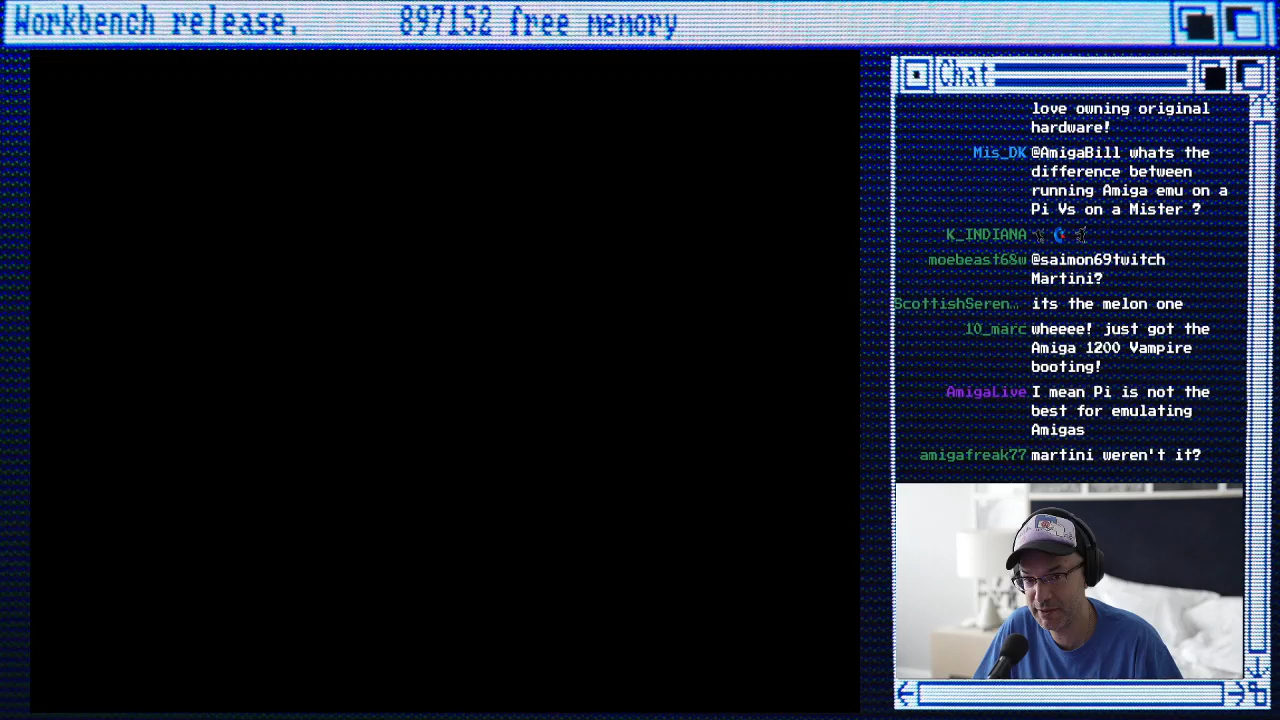 Workbench release.    897152 free memory
Chat
love owning original
hardware!
Mis_DK @AmigaBill whats the
difference between
running Amiga emu on a
Pi Vs on a Mister ?
K_INDIANA
moebeast68w @saimon69twitch
Martini?
ScottishSeren… its the melon one
10_marc wheeee! just got the
Amiga 1200 Vampire
booting!
AmigaLive I mean Pi is not the
best for emulating
Amigas
amigafreak77 martini weren't it?